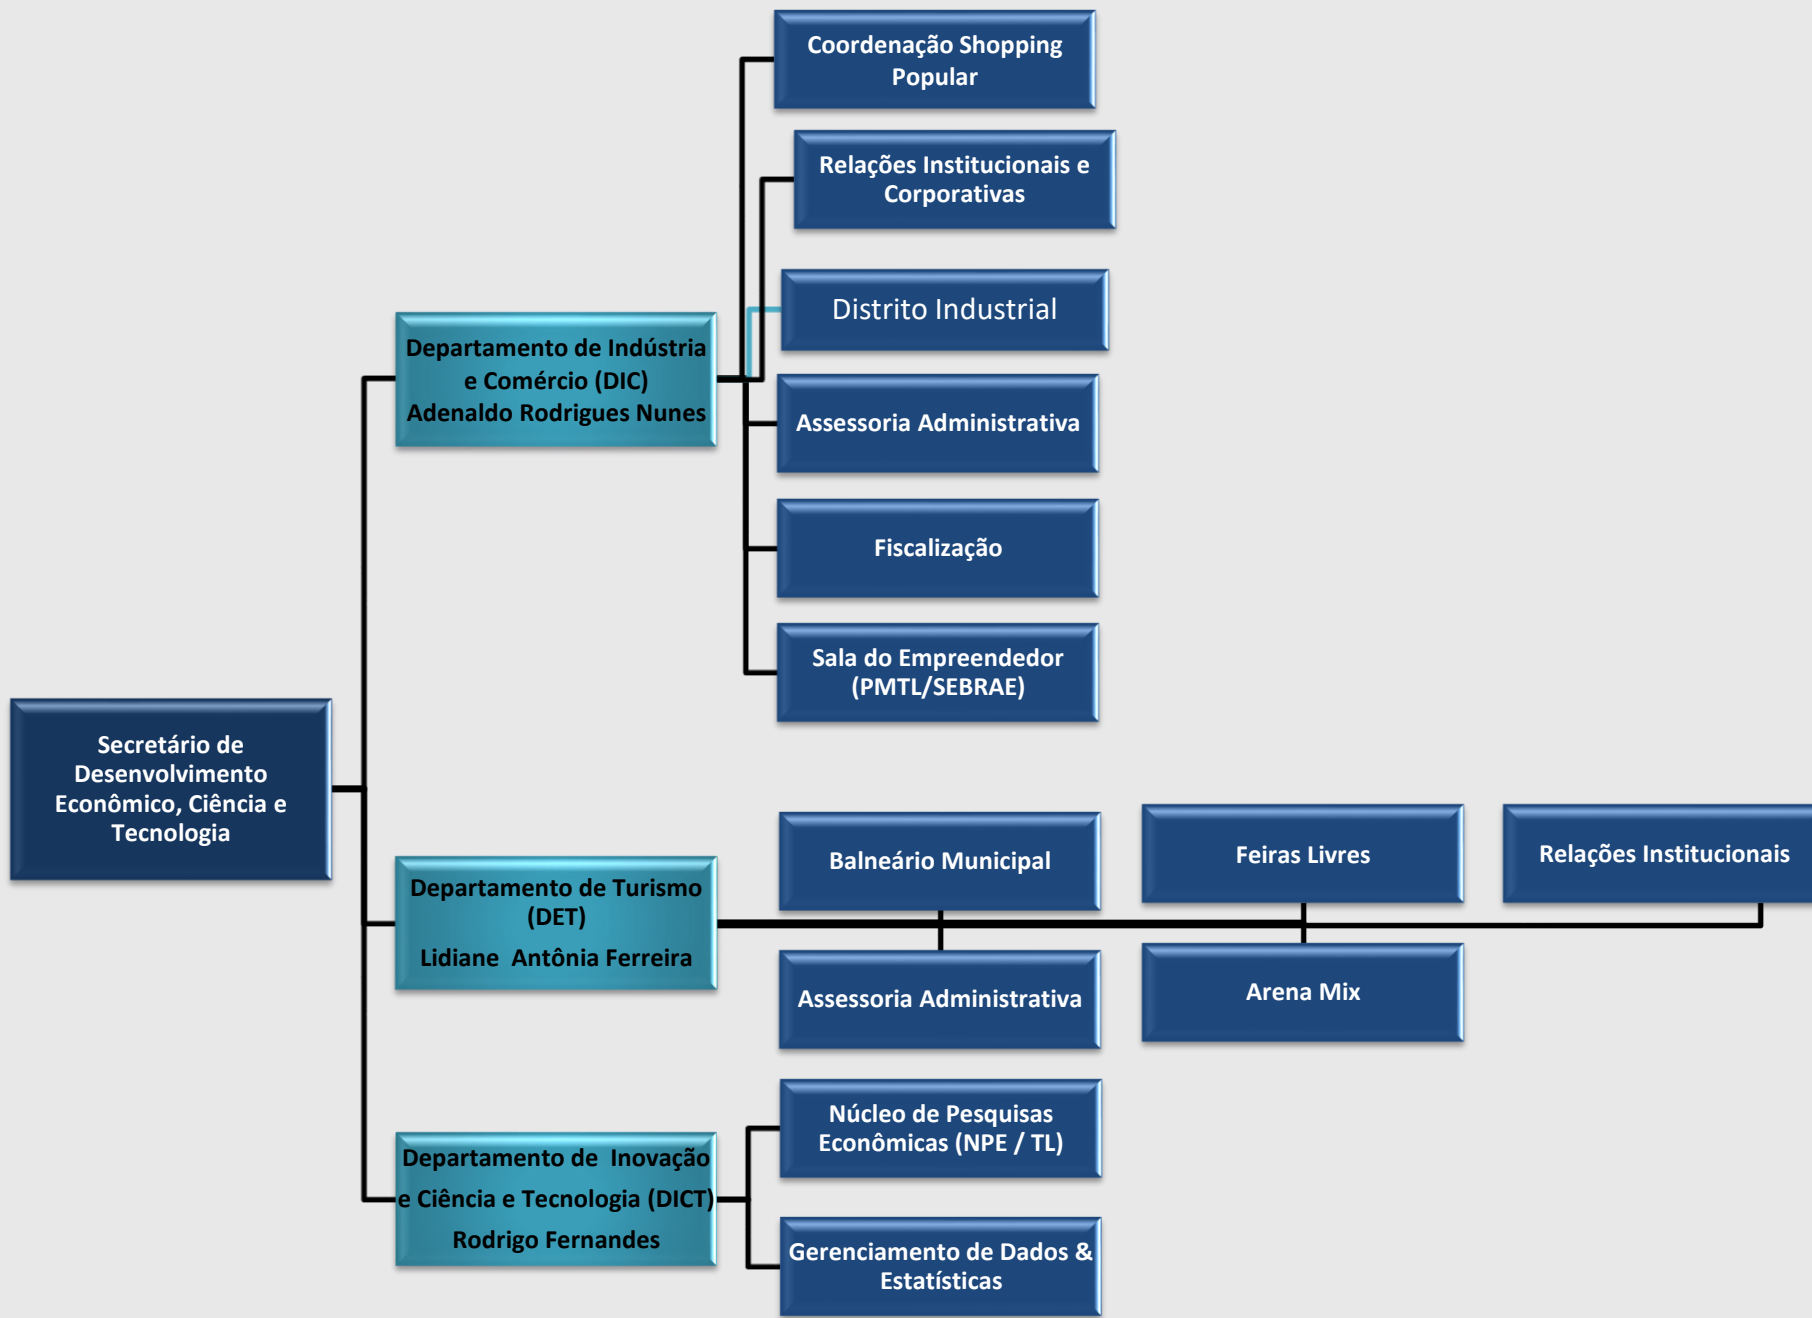 Coordenação Shopping
Popular
Relações Institucionais e
Corporativas
Distrito Industrial
Departamento de Indústria
e Comércio (DIC)
Adenaldo Rodrigues Nunes
Assessoria Administrativa
Fiscalização
Sala do Empreendedor
(PMTL/SEBRAE)
Secretário de
Desenvolvimento
Econômico, Ciência e
Tecnologia
Departamento de Turismo
(DET)
Lidiane  Antônia Ferreira
Balneário Municipal
Feiras Livres
Relações Institucionais
Assessoria Administrativa
Arena Mix
Departamento de  Inovação
e Ciência e Tecnologia (DICT)
Rodrigo Fernandes
Núcleo de Pesquisas
Econômicas (NPE / TL)
Gerenciamento de Dados &
Estatísticas